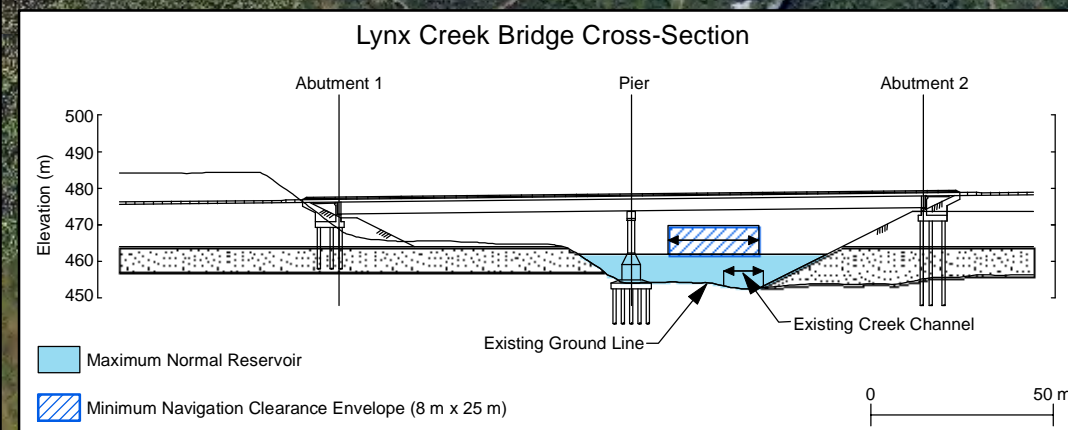 Lynx Creek Bridge Cross-Section
Abutment 1
Pier
Abutment 2
Elevation (m)
500
490
480
470
460
450
Existing Ground Line
Existing Creek Channel
Maximum Normal Reservoir
Minimum Navigation Clearance Envelope (8 m x 25 m)
0
50 m